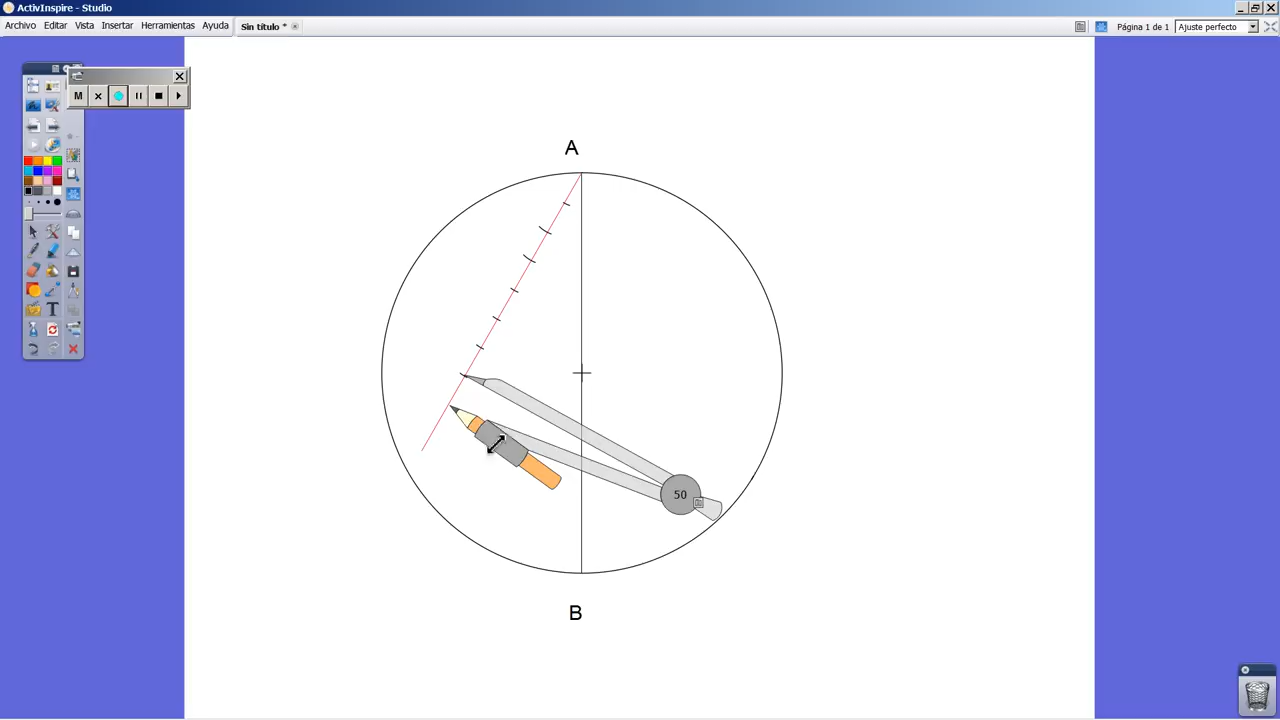 ActivInspire - Studio
Archivo Editar Vista Insertar Herramientas Ayuda Sin título * Página 1 de 1 Ajuste perfecto
M
T
A
50
B